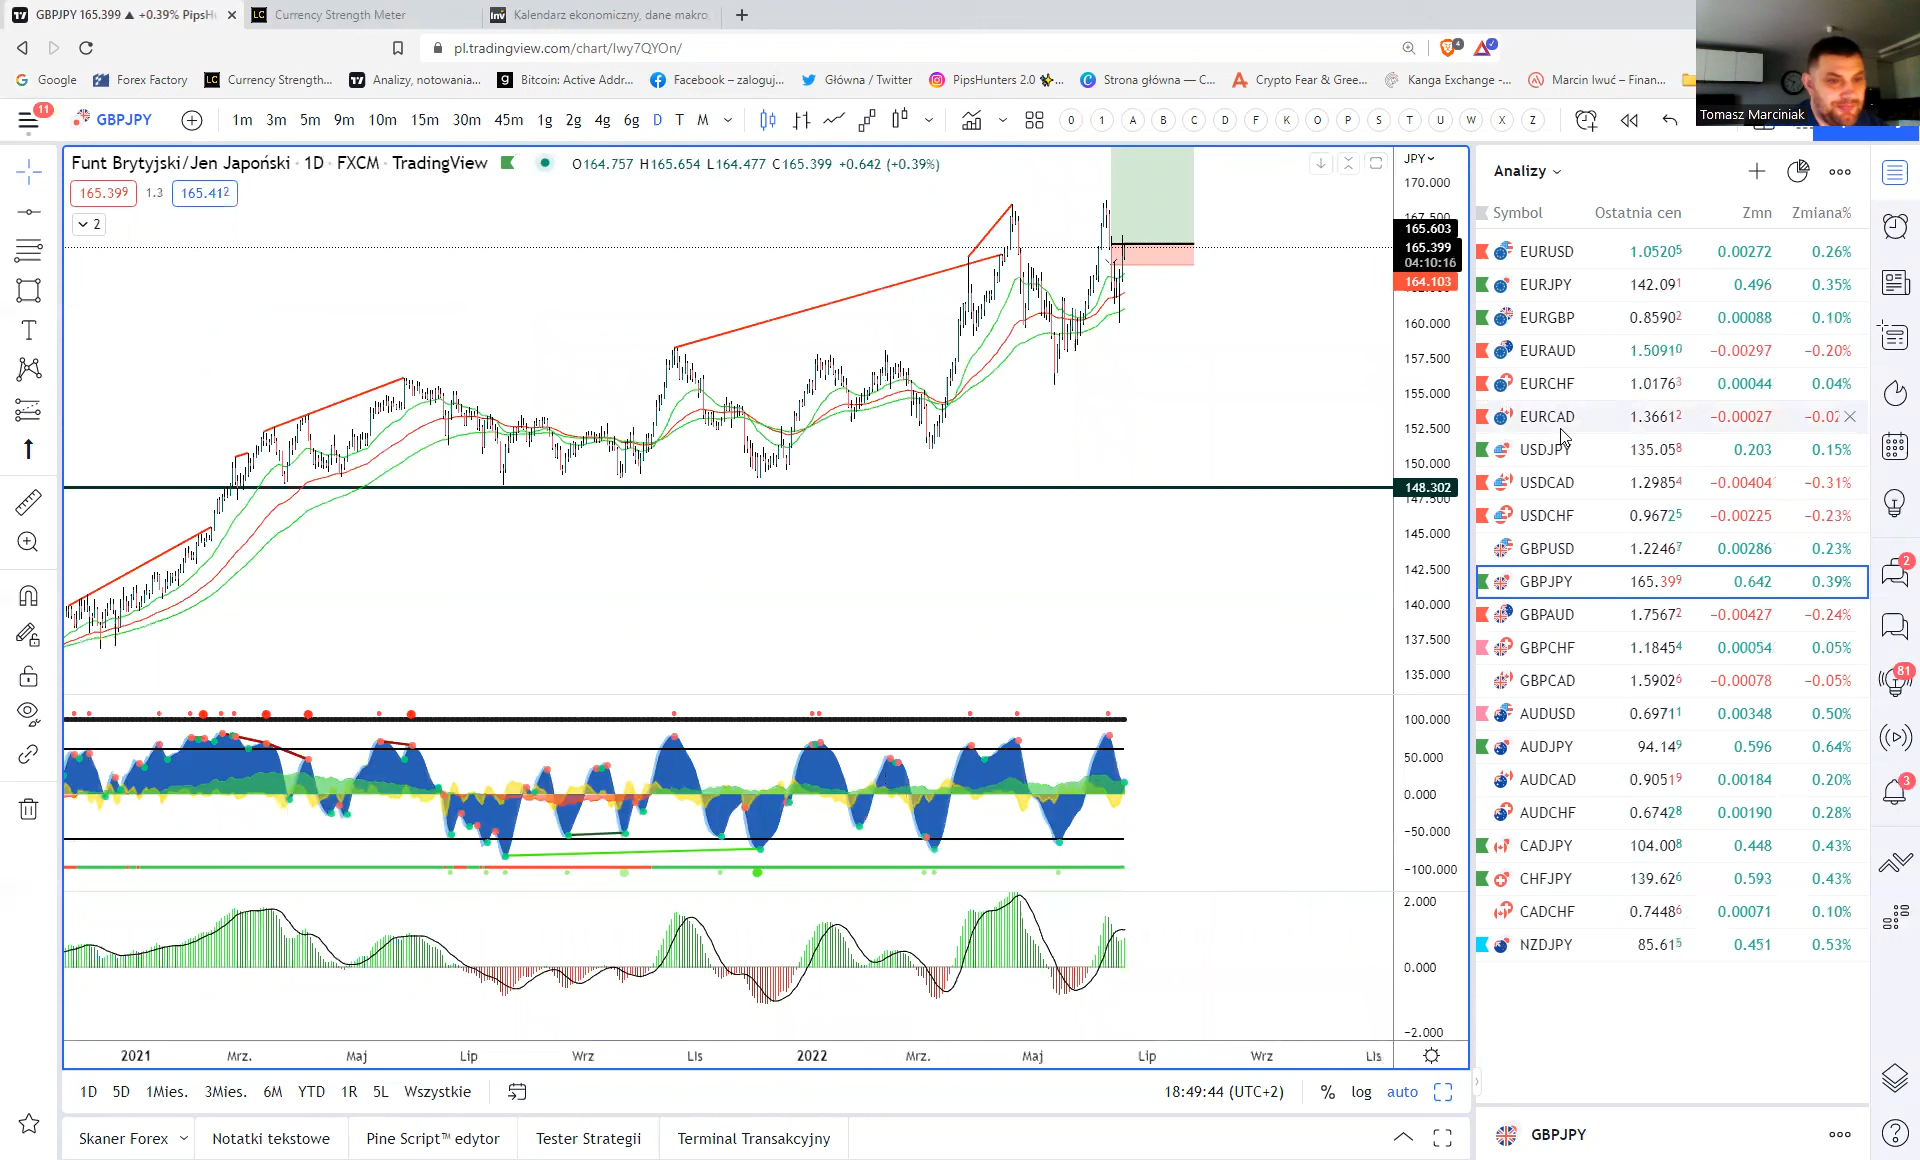 GBPJPY 165.399 ▲ +0.39% PipsHu
Currency Strength Meter
Kalendarz ekonomiczny, dane makro,
pl.tradingview.com/chart/Iwy7QYOn/
Google
Forex Factory
Currency Strength...
Analizy, notowania...
Bitcoin: Active Addr...
Facebook – zaloguj...
Główna / Twitter
PipsHunters 2.0
Strona główna — C...
Crypto Fear & Gree...
Kanga Exchange -...
Marcin Iwuć – Finan...
Tomasz Marciniak
11
GBPJPY
1m 3m 5m 9m 10m 15m 30m 45m 1g 2g 4g 6g D T M
0 1 A B C D F K O P S T U W X Z
Funt Brytyjski/Jen Japoński · 1D · FXCM · TradingView
O164.757 H165.654 L164.477 C165.399 +0.642 (+0.39%)
165.399 1.3 165.412
2
JPY
170.000
167.500
165.603
165.399
04:10:16
164.103
160.000
157.500
155.000
152.500
150.000
148.302
147.500
145.000
142.500
140.000
137.500
135.000
100.000
50.000
0.000
−50.000
−100.000
2.000
0.000
−2.000
2021 Mrz. Maj Lip Wrz Lis 2022 Mrz. Maj Lip Wrz Lis
1D 5D 1Mies. 3Mies. 6M YTD 1R 5L Wszystkie
18:49:44 (UTC+2) % log auto
Skaner Forex
Notatki tekstowe
Pine Script™ edytor
Tester Strategii
Terminal Transakcyjny
Analizy
Symbol Ostatnia cen Zmn Zmiana%
EURUSD 1.05205 0.00272 0.26%
EURJPY 142.091 0.496 0.35%
EURGBP 0.85902 0.00088 0.10%
EURAUD 1.50910 −0.00297 −0.20%
EURCHF 1.01763 0.00044 0.04%
EURCAD 1.36612 −0.00027 −0.02
USDJPY 135.058 0.203 0.15%
USDCAD 1.29854 −0.00404 −0.31%
USDCHF 0.96725 −0.00225 −0.23%
GBPUSD 1.22467 0.00286 0.23%
GBPJPY 165.399 0.642 0.39%
GBPAUD 1.75672 −0.00427 −0.24%
GBPCHF 1.18454 0.00054 0.05%
GBPCAD 1.59026 −0.00078 −0.05%
AUDUSD 0.69711 0.00348 0.50%
AUDJPY 94.149 0.596 0.64%
AUDCAD 0.90519 0.00184 0.20%
AUDCHF 0.67428 0.00190 0.28%
CADJPY 104.008 0.448 0.43%
CHFJPY 139.626 0.593 0.43%
CADCHF 0.74486 0.00071 0.10%
NZDJPY 85.615 0.451 0.53%
GBPJPY
2
81
3